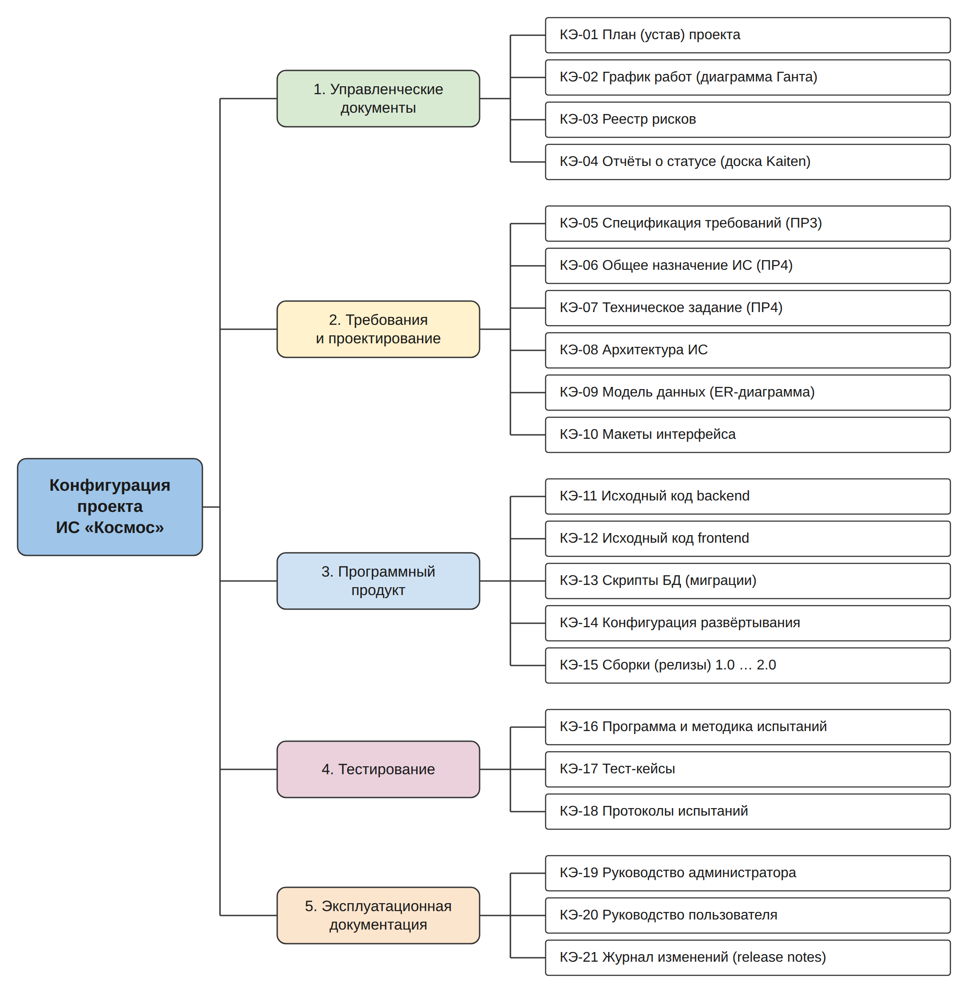 Конфигурация
проекта
ИС «Космос»
1. Управленческие
документы
КЭ-01 План (устав) проекта
КЭ-02 График работ (диаграмма Ганта)
КЭ-03 Реестр рисков
КЭ-04 Отчёты о статусе (доска Kaiten)
2. Требования
и проектирование
КЭ-05 Спецификация требований (ПР3)
КЭ-06 Общее назначение ИС (ПР4)
КЭ-07 Техническое задание (ПР4)
КЭ-08 Архитектура ИС
КЭ-09 Модель данных (ER-диаграмма)
КЭ-10 Макеты интерфейса
3. Программный
продукт
КЭ-11 Исходный код backend
КЭ-12 Исходный код frontend
КЭ-13 Скрипты БД (миграции)
КЭ-14 Конфигурация развёртывания
КЭ-15 Сборки (релизы) 1.0 … 2.0
4. Тестирование
КЭ-16 Программа и методика испытаний
КЭ-17 Тест-кейсы
КЭ-18 Протоколы испытаний
5. Эксплуатационная
документация
КЭ-19 Руководство администратора
КЭ-20 Руководство пользователя
КЭ-21 Журнал изменений (release notes)